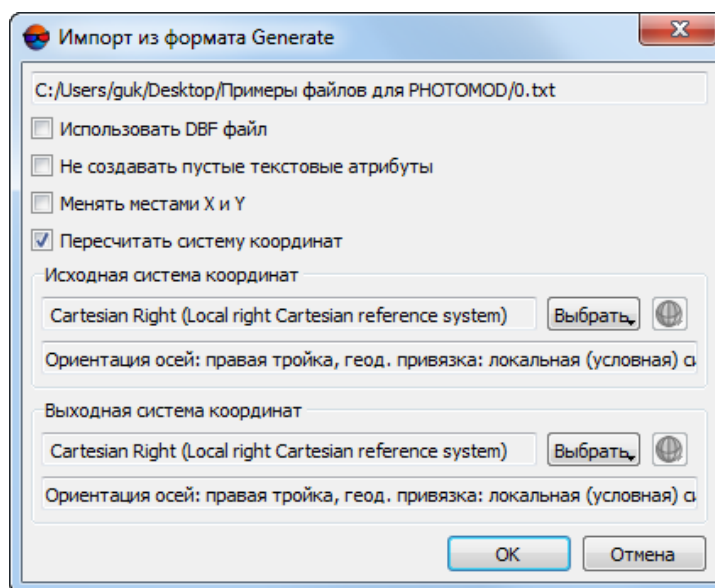 Импорт из формата Generate
C:/Users/guk/Desktop/Примеры файлов для PHOTOMOD/0.txt
Использовать DBF файл
Не создавать пустые текстовые атрибуты
Менять местами X и Y
Пересчитать систему координат
Исходная система координат
Cartesian Right (Local right Cartesian reference system) Выбрать
Ориентация осей: правая тройка, геод. привязка: локальная (условная)
Выходная система координат
Cartesian Right (Local right Cartesian reference system) Выбрать
Ориентация осей: правая тройка, геод. привязка: локальная (условная)
OK Отмена